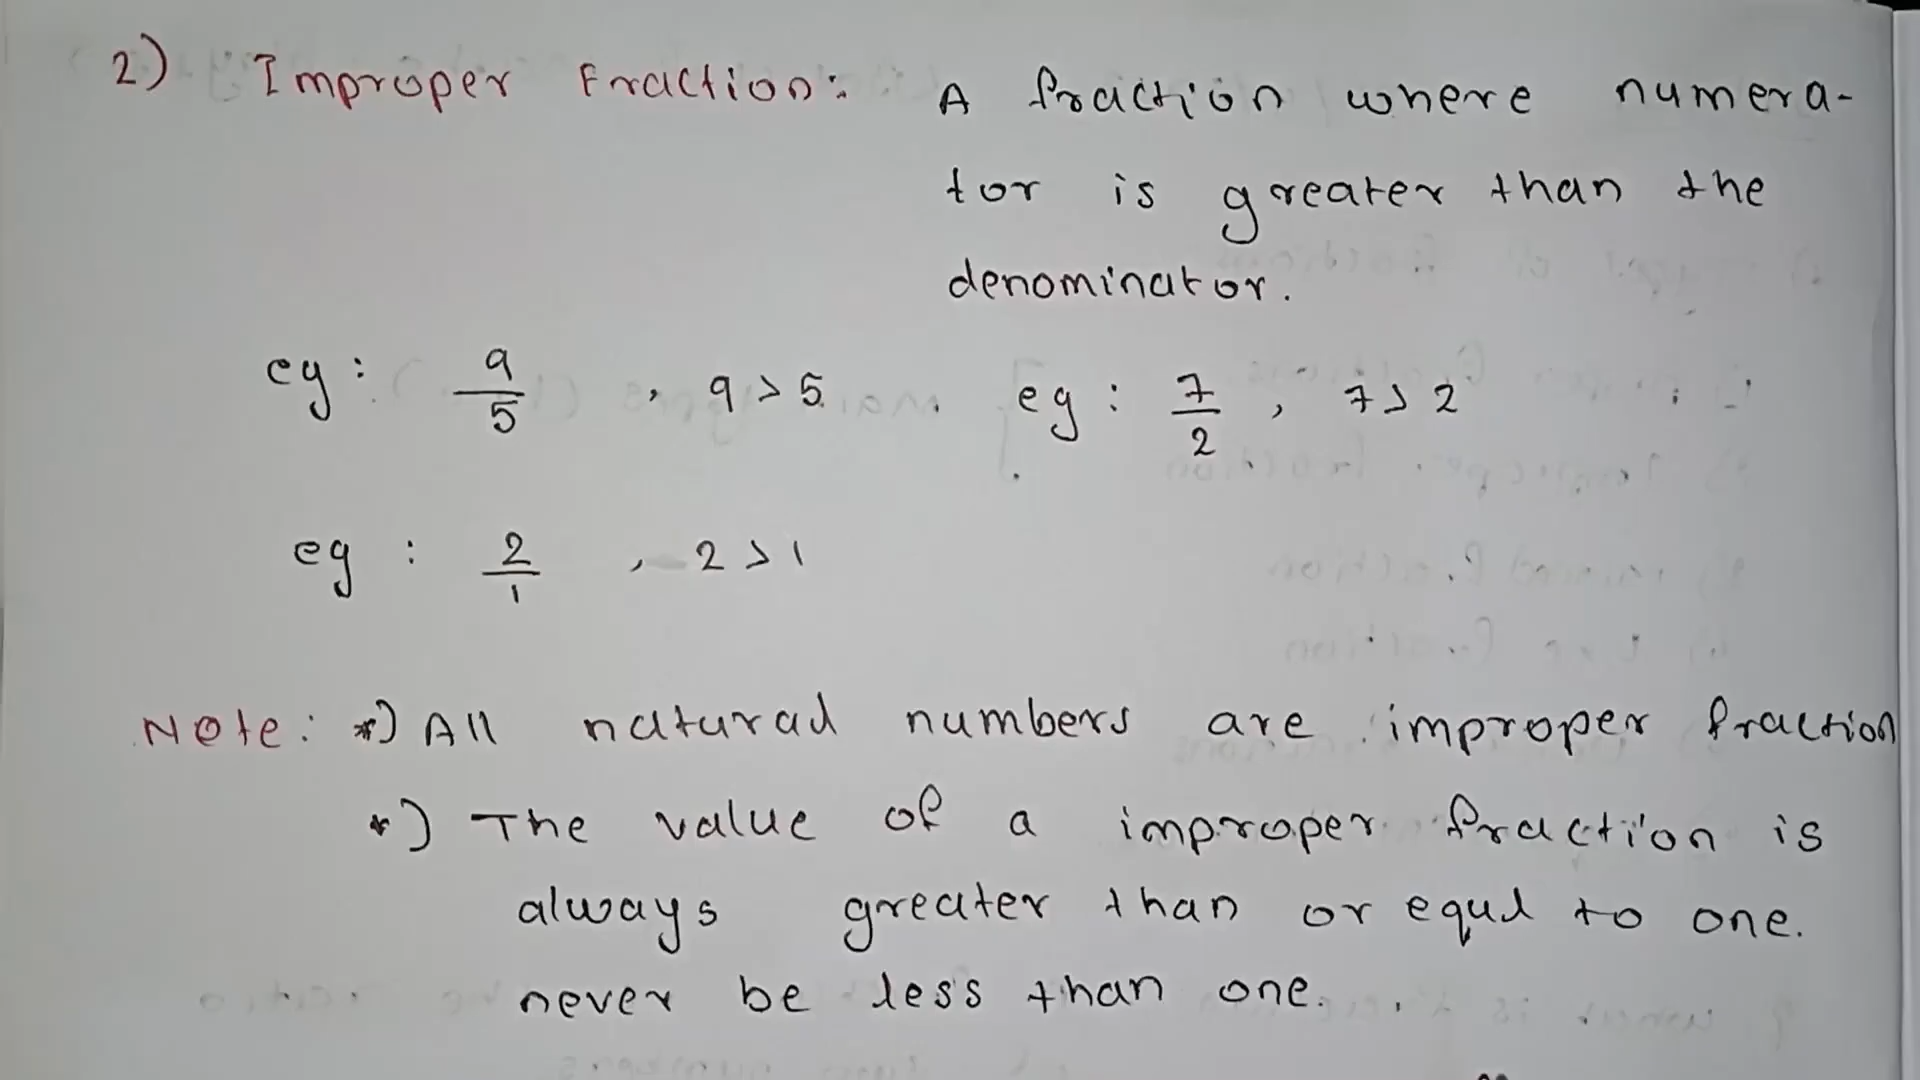 2) Improper Fraction: A fraction where numera-
tor is greater than the
denominator.
eg: 9/5 , 9 > 5 eg: 7/2 , 7 > 2
eg : 2/1 , 2 > 1
Note: *) All natural numbers are improper fraction
*) The value of a improper fraction is
always greater than or equal to one.
never be less than one.